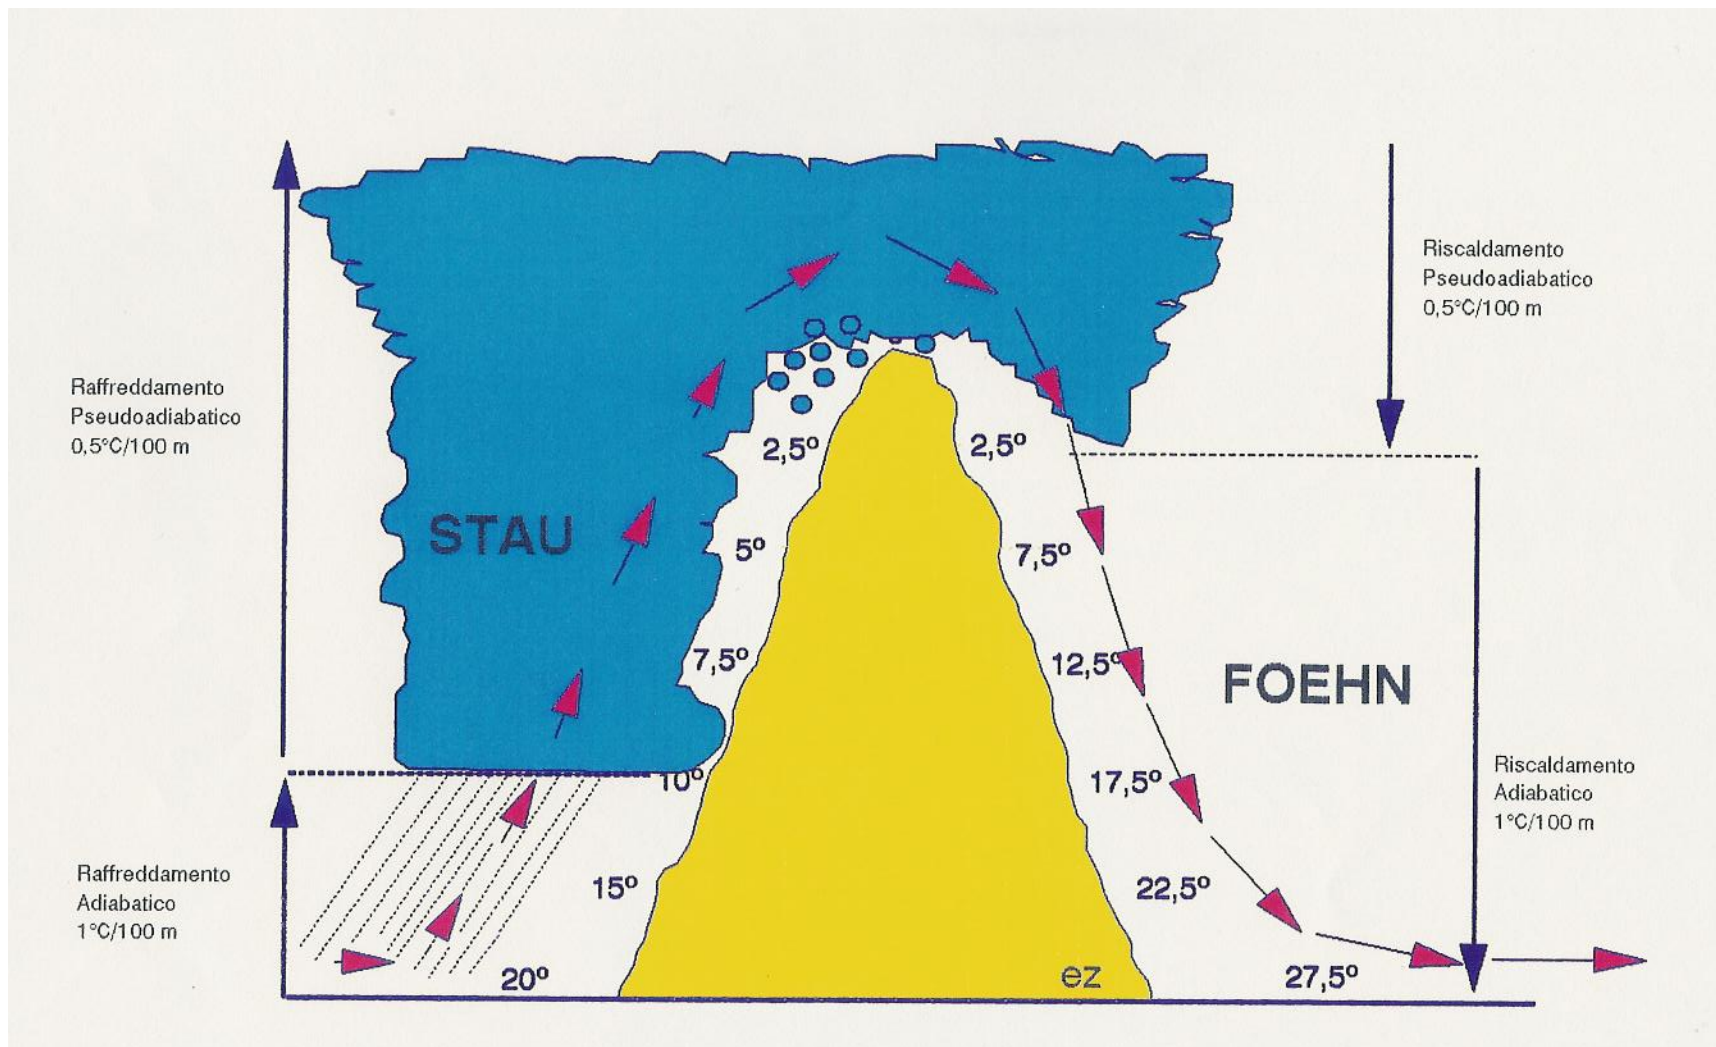 Riscaldamento
Pseudoadiabatico
0,5°C/100 m
Raffreddamento
Pseudoadiabatico
0,5°C/100 m
2,5º
2,5º
STAU
5º
7,5º
7,5º
12,5º
FOEHN
10º
17,5º
Riscaldamento
Adiabatico
1°C/100 m
Raffreddamento
Adiabatico
1°C/100 m
15º
22,5º
20º
ez
27,5º